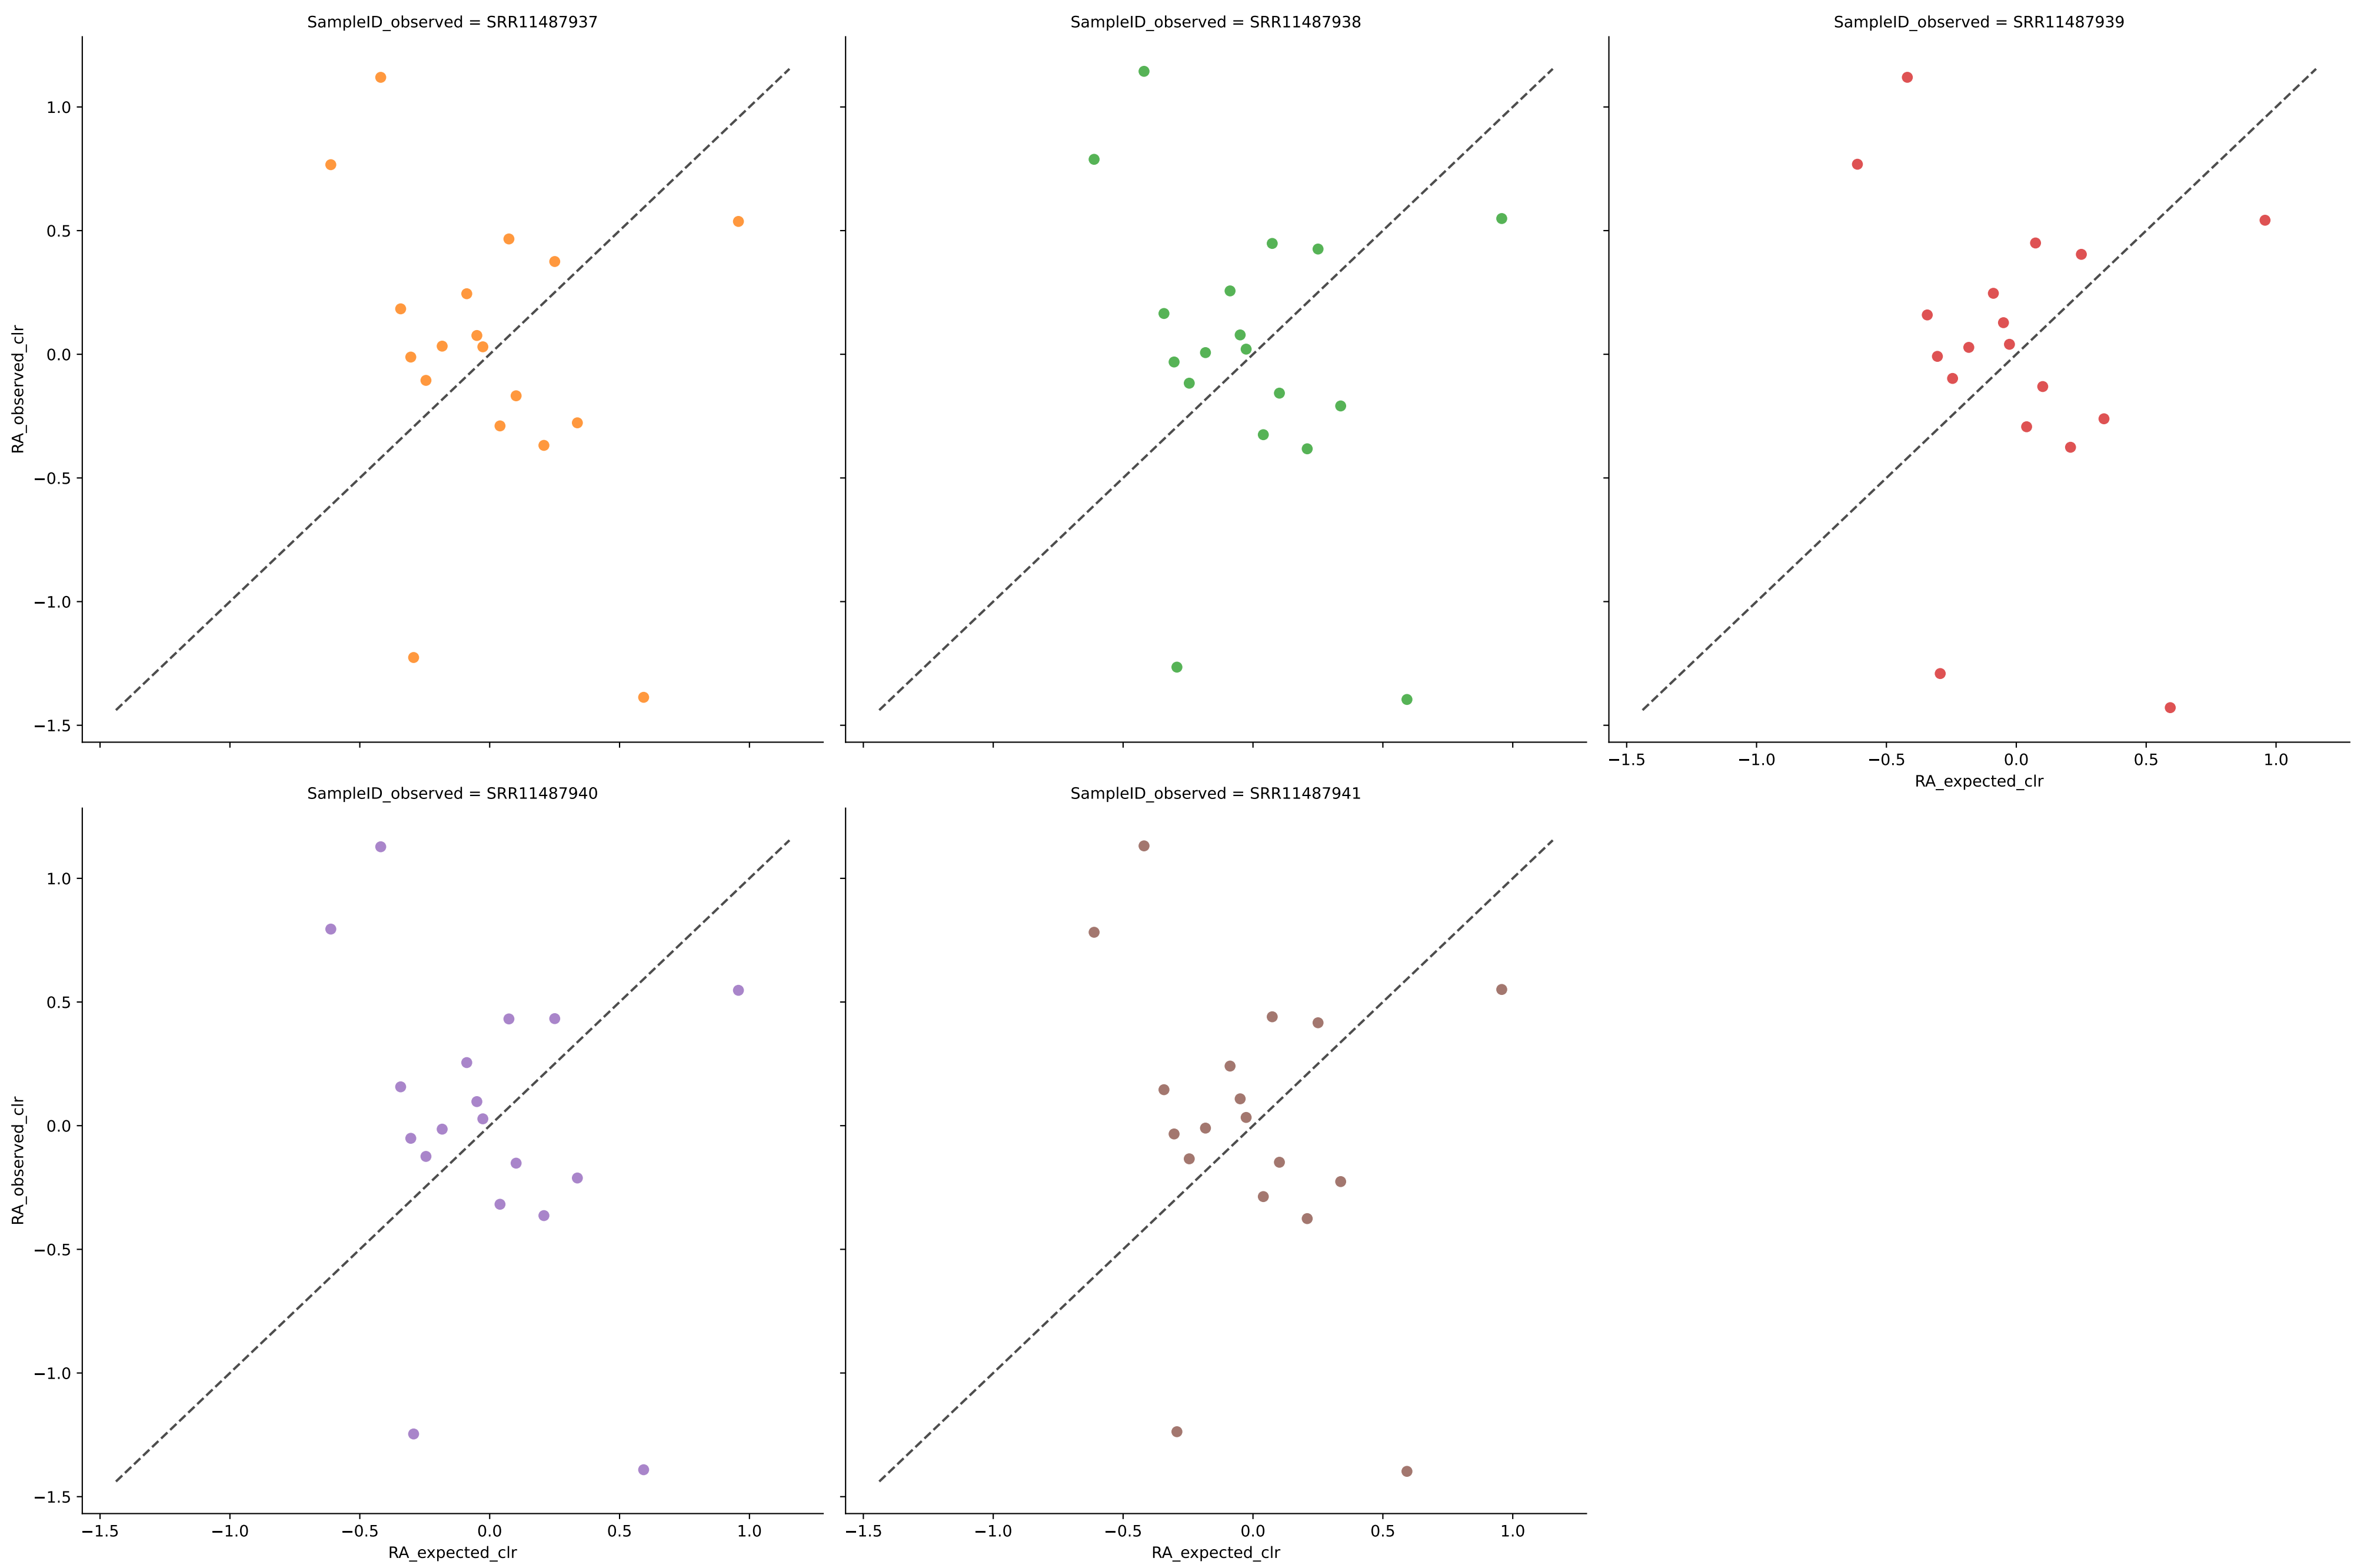 SampleID_observed = SRR11487937
SampleID_observed = SRR11487938
SampleID_observed = SRR11487939
RA_observed_clr
1.0
0.5
0.0
−0.5
−1.0
−1.5
−1.5 −1.0 −0.5 0.0 0.5 1.0
RA_expected_clr
SampleID_observed = SRR11487940
SampleID_observed = SRR11487941
RA_observed_clr
1.0
0.5
0.0
−0.5
−1.0
−1.5
−1.5 −1.0 −0.5 0.0 0.5 1.0
RA_expected_clr
−1.5 −1.0 −0.5 0.0 0.5 1.0
RA_expected_clr